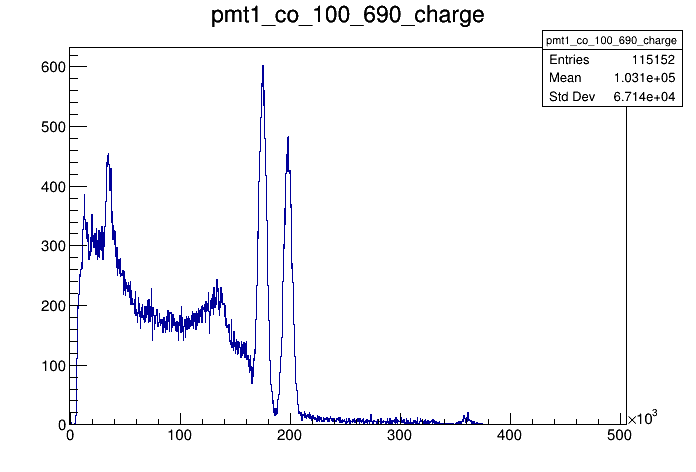 pmt1_co_100_690_charge
pmt1_co_100_690_charge
Entries 115152
Mean 1.031e+05
Std Dev 6.714e+04
600
500
400
300
200
100
0
0 100 200 300 400 500
×10³